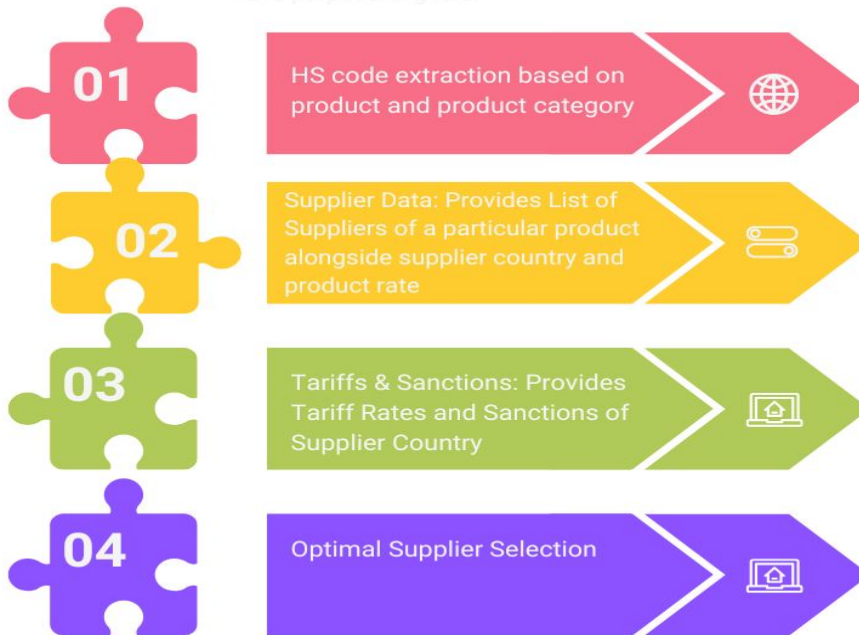 01
HS code extraction based on
product and product category
02
Supplier Data: Provides List of
Suppliers of a particular product
alongside supplier country and
product rate
03
Tariffs & Sanctions: Provides
Tariff Rates and Sanctions of
Supplier Country
04
Optimal Supplier Selection